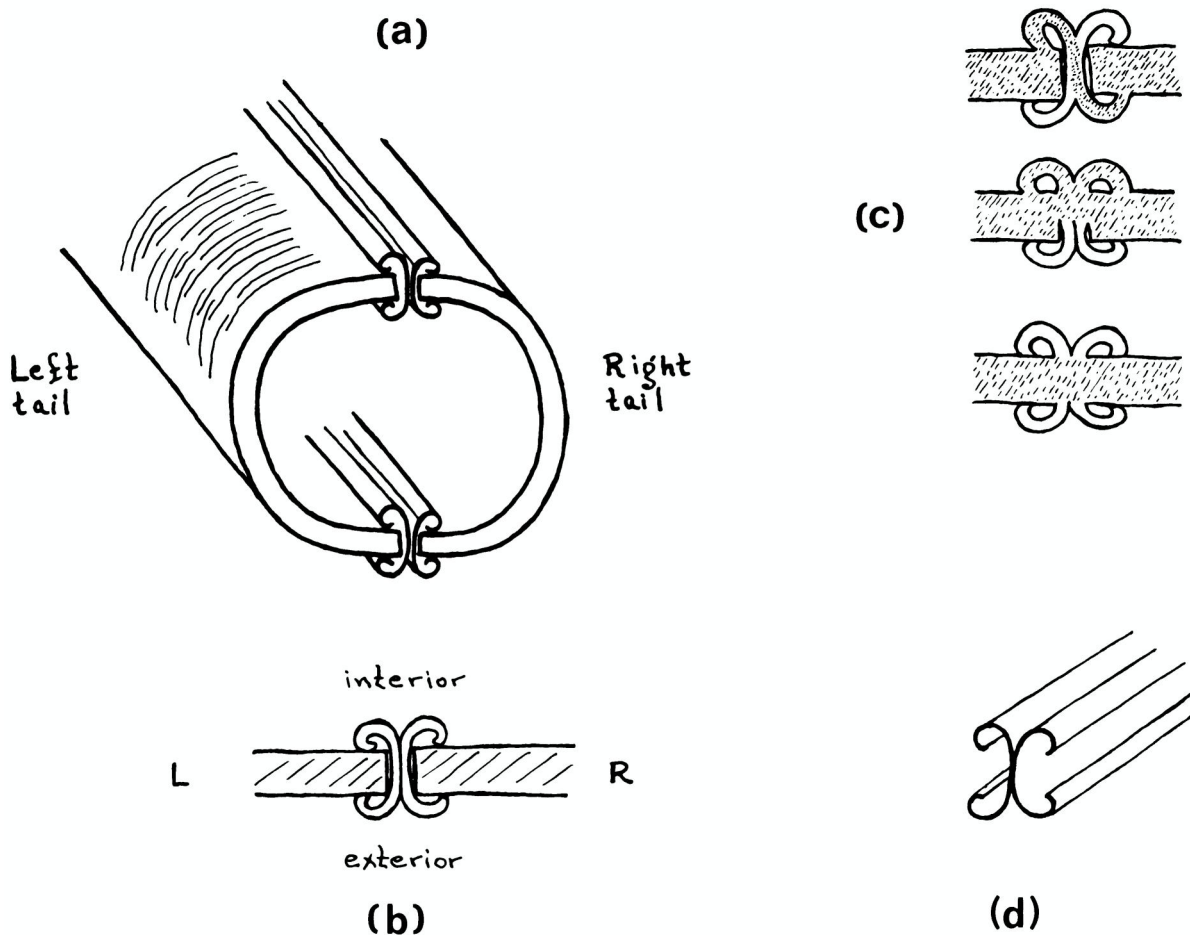 (a)
(c)
Left
tail
Right
tail
interior
L
R
exterior
(b)
(d)